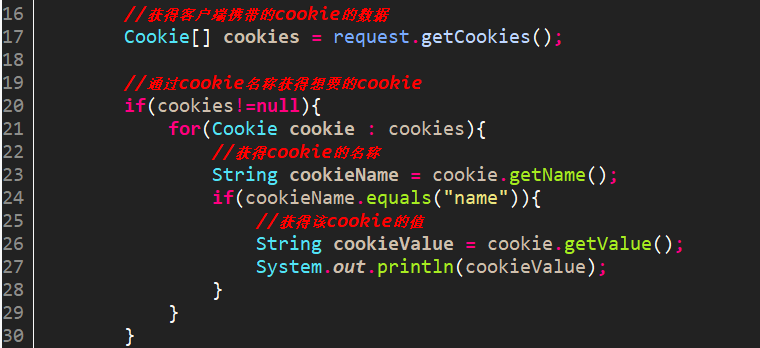 16 //获得客户端携带的cookie的数据
17 Cookie[] cookies = request.getCookies();
18
19 //通过cookie名称获得想要的cookie
20 if(cookies!=null){
21 for(Cookie cookie : cookies){
22 //获得cookie的名称
23 String cookieName = cookie.getName();
24 if(cookieName.equals("name")){
25 //获得该cookie的值
26 String cookieValue = cookie.getValue();
27 System.out.println(cookieValue);
28 }
29 }
30 }